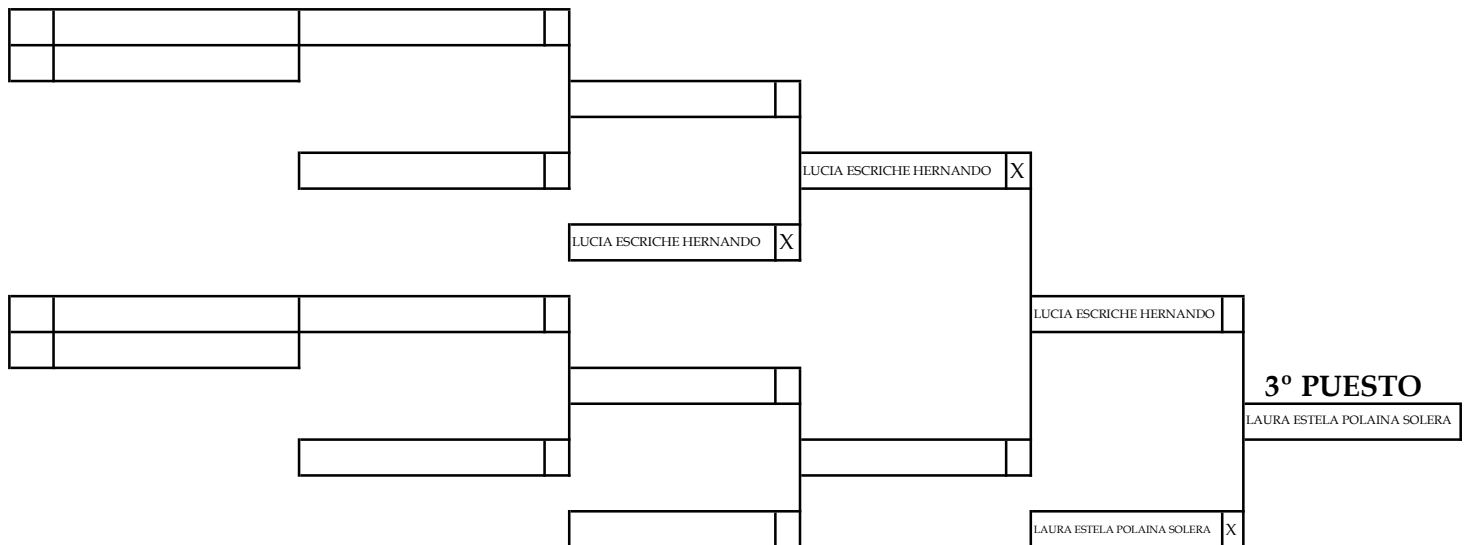 LUCIA ESCRICHE HERNANDO X
LUCIA ESCRICHE HERNANDO X
LUCIA ESCRICHE HERNANDO
3º PUESTO
LAURA ESTELA POLAINA SOLERA
LAURA ESTELA POLAINA SOLERA X